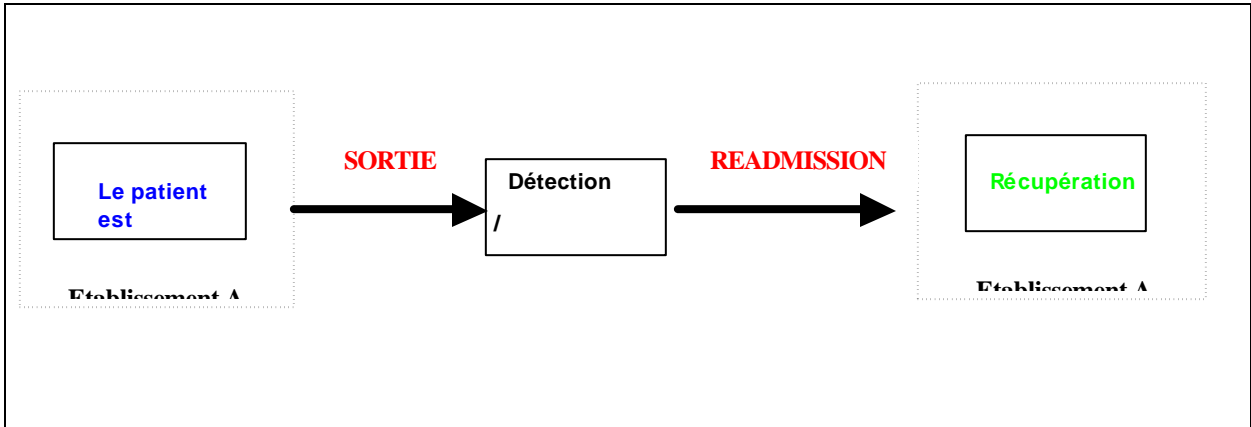 SORTIE
READMISSION
Le patient
est
Détection
/
Récupération
Etablissement A
Etablissement A